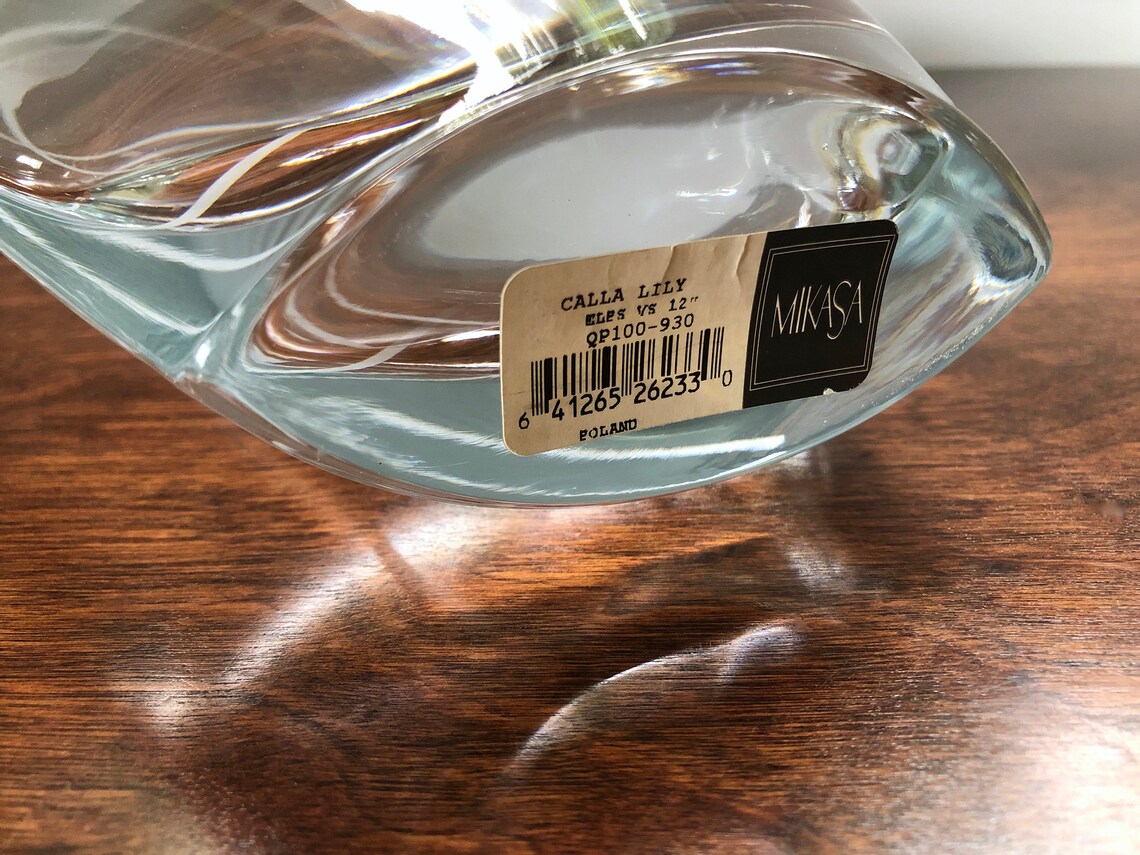 CALLA LILY
ELPS VS 12"
QP100-930
6 41265 26233 0
POLAND
MIKASA